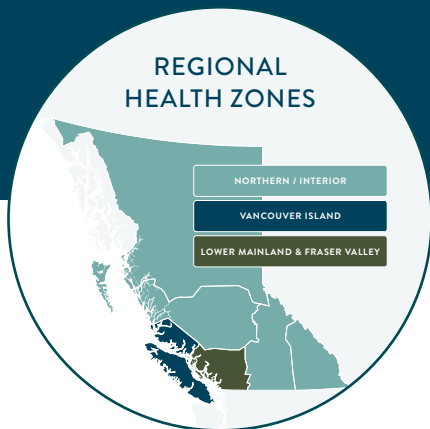 REGIONAL
HEALTH ZONES
NORTHERN / INTERIOR
VANCOUVER ISLAND
LOWER MAINLAND & FRASER VALLEY